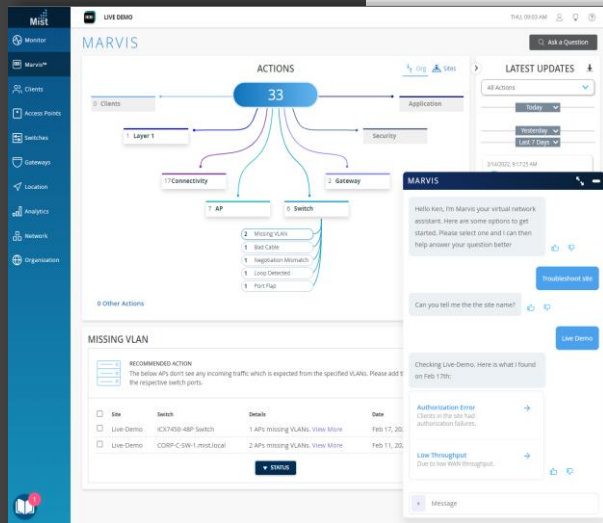 Mist
LIVE DEMO
THU, 09:03 AM
MARVIS
Ask a Question
Monitor
Marvis™
Clients
Access Points
Switches
Gateways
Location
Analytics
Network
Organization
1
ACTIONS
Org
Sites
33
0 Clients
Application
1 Layer 1
Security
17 Connectivity
2 Gateway
7 AP
6 Switch
2 Missing VLAN
1 Bad Cable
1 Negotiation Mismatch
1 Loop Detected
1 Port Flap
0 Other Actions
LATEST UPDATES
All Actions
Today
Yesterday
Last 7 Days
2/14/2022, 9:17:25 AM
MISSING VLAN
RECOMMENDED ACTION
The below APs don't see any incoming traffic which is expected from the specified VLANs. Please add t
the respective switch ports.
Site Switch Details Date
Live-Demo ICX7450-48P Switch 1 APs missing VLANs. View More Feb 17, 20
Live-Demo CORP-C-SW-1.mist.local 2 APs missing VLANs. View More Feb 11, 20
STATUS
MARVIS
Hello Ken, I'm Marvis your virtual network
assistant. Here are some options to get
started. Please select one and I can then
help answer your question better
Troubleshoot site
Can you tell me the the site name?
Live Demo
Checking Live-Demo. Here is what I found
on Feb 17th:
Authorization Error
Clients in the site had
authorization failures.
Low Throughput
Due to low WAN throughput.
+ Message